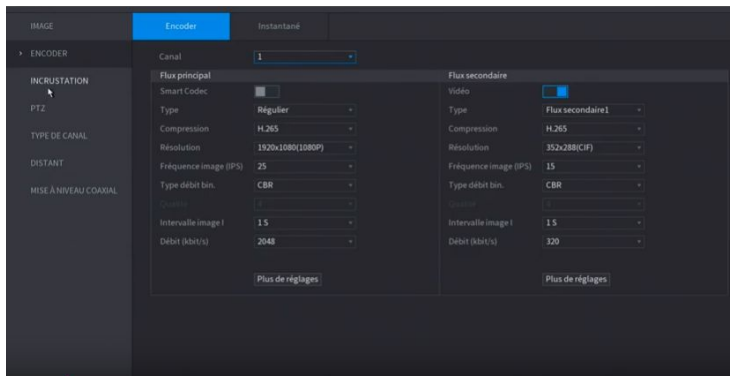 IMAGE
ENCODER
INCRUSTATION
PTZ
TYPE DE CANAL
DISTANT
MISE À NIVEAU COAXIAL
Encoder Instantané
Canal 1
Flux principal Flux secondaire
Smart Codec Vidéo
Type Régulier Type Flux secondaire1
Compression H.265 Compression H.265
Résolution 1920x1080(1080P) Résolution 352x288(CIF)
Fréquence image (IPS) 25 Fréquence image (IPS) 15
Type débit bin. CBR Type débit bin. CBR
Intervalle image I 1 S Intervalle image I 1 S
Débit (kbit/s) 2048 Débit (kbit/s) 320
Plus de réglages Plus de réglages